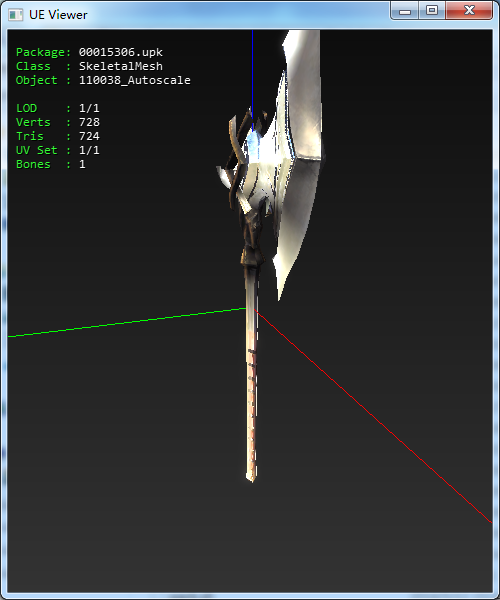 UE Viewer
Package: 00015306.upk
Class  : SkeletalMesh
Object : 110038_Autoscale
LOD    : 1/1
Verts  : 728
Tris   : 724
UV Set : 1/1
Bones  : 1